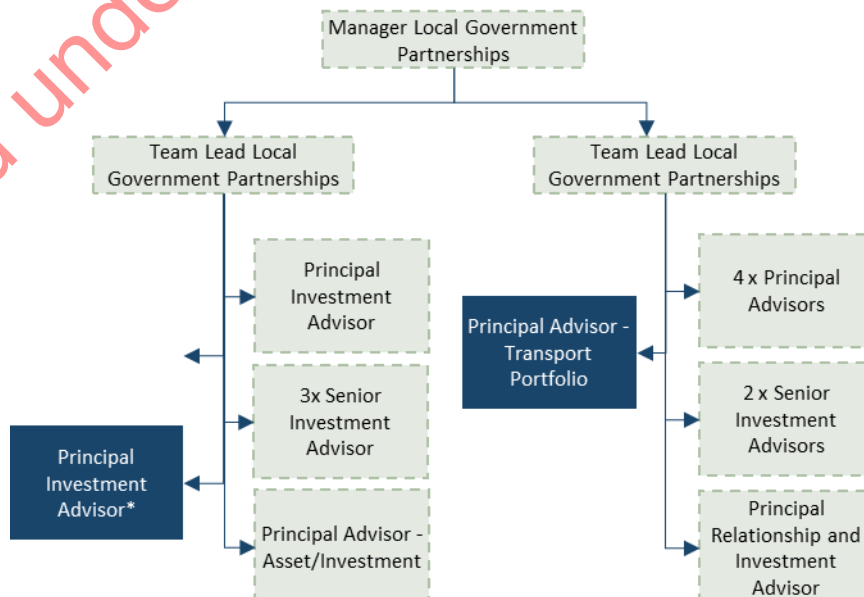 Manager Local Government
Partnerships
Team Lead Local
Government Partnerships
Team Lead Local
Government Partnerships
Principal
Investment
Advisor
3x Senior
Investment
Advisor
Principal
Investment
Advisor*
Principal Advisor -
Asset/Investment
Principal Advisor -
Transport
Portfolio
4 x Principal
Advisors
2 x Senior
Investment
Advisors
Principal
Relationship and
Investment
Advisor